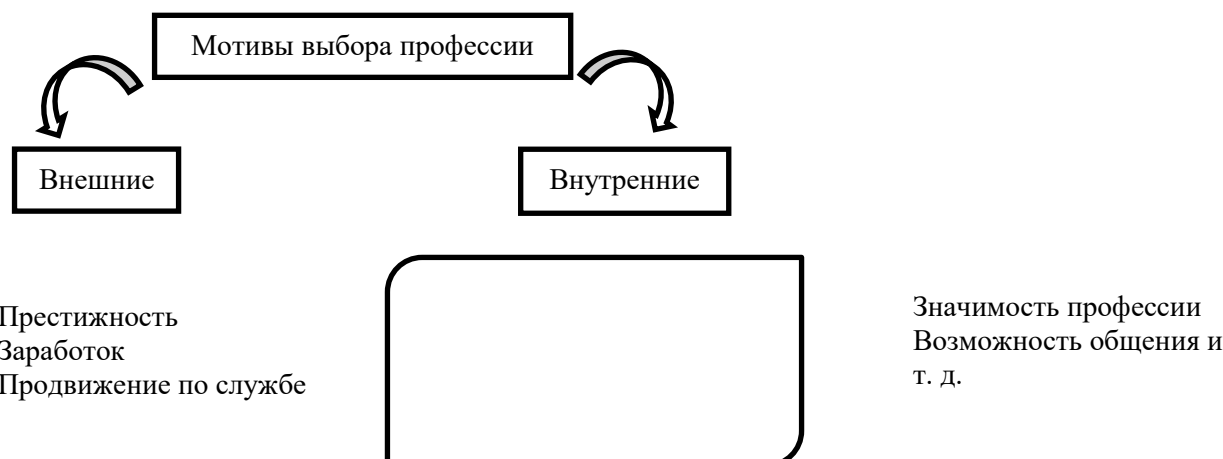 Мотивы выбора профессии
Внешние
Внутренние
Престижность
Заработок
Продвижение по службе
Значимость профессии
Возможность общения и
т. д.